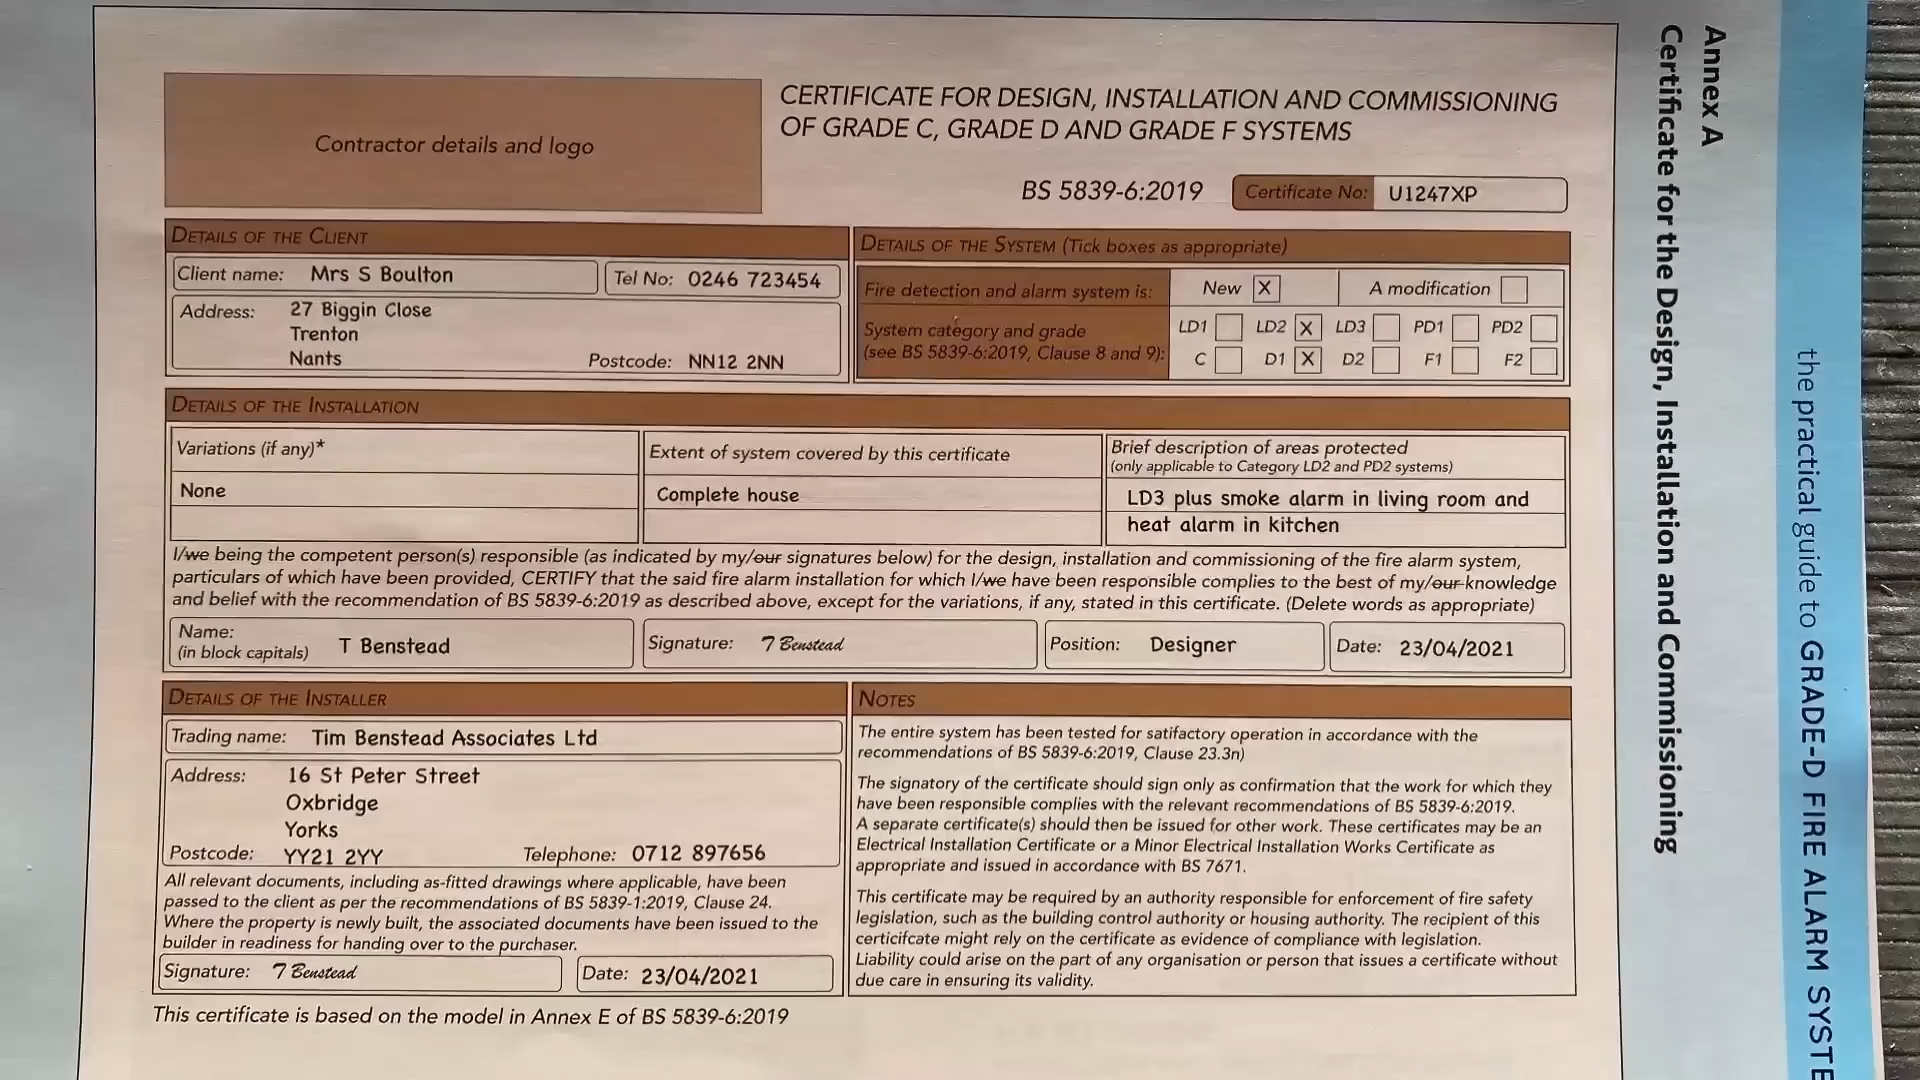 Contractor details and logo
CERTIFICATE FOR DESIGN, INSTALLATION AND COMMISSIONING
OF GRADE C, GRADE D AND GRADE F SYSTEMS
BS 5839-6:2019
Certificate No: U1247XP
DETAILS OF THE CLIENT
Client name: Mrs S Boulton
Tel No: 0246 723454
Address: 27 Biggin Close
Trenton
Nants
Postcode: NN12 2NN
DETAILS OF THE SYSTEM (Tick boxes as appropriate)
Fire detection and alarm system is: New X A modification
System category and grade
(see BS 5839-6:2019, Clause 8 and 9):
LD1 LD2 X LD3 PD1 PD2
C D1 X D2 F1 F2
DETAILS OF THE INSTALLATION
Variations (if any)*
None
Extent of system covered by this certificate
Complete house
Brief description of areas protected
(only applicable to Category LD2 and PD2 systems)
LD3 plus smoke alarm in living room and
heat alarm in kitchen
I/we being the competent person(s) responsible (as indicated by my/our signatures below) for the design, installation and commissioning of the fire alarm system,
particulars of which have been provided, CERTIFY that the said fire alarm installation for which I/we have been responsible complies to the best of my/our knowledge
and belief with the recommendation of BS 5839-6:2019 as described above, except for the variations, if any, stated in this certificate. (Delete words as appropriate)
Name:
(in block capitals) T Benstead
Signature: T Benstead
Position: Designer
Date: 23/04/2021
DETAILS OF THE INSTALLER
Trading name: Tim Benstead Associates Ltd
Address: 16 St Peter Street
Oxbridge
Yorks
Postcode: YY21 2YY
Telephone: 0712 897656
All relevant documents, including as-fitted drawings where applicable, have been
passed to the client as per the recommendations of BS 5839-1:2019, Clause 24.
Where the property is newly built, the associated documents have been issued to the
builder in readiness for handing over to the purchaser.
Signature: T Benstead
Date: 23/04/2021
NOTES
The entire system has been tested for satifactory operation in accordance with the
recommendations of BS 5839-6:2019, Clause 23.3n)
The signatory of the certificate should sign only as confirmation that the work for which they
have been responsible complies with the relevant recommendations of BS 5839-6:2019.
A separate certificate(s) should then be issued for other work. These certificates may be an
Electrical Installation Certificate or a Minor Electrical Installation Works Certificate as
appropriate and issued in accordance with BS 7671.
This certificate may be required by an authority responsible for enforcement of fire safety
legislation, such as the building control authority or housing authority. The recipient of this
certicifcate might rely on the certificate as evidence of compliance with legislation.
Liability could arise on the part of any organisation or person that issues a certificate without
due care in ensuring its validity.
This certificate is based on the model in Annex E of BS 5839-6:2019
Annex A
Certificate for the Design, Installation and Commissioning
the practical guide to GRADE-D FIRE ALARM SYSTE